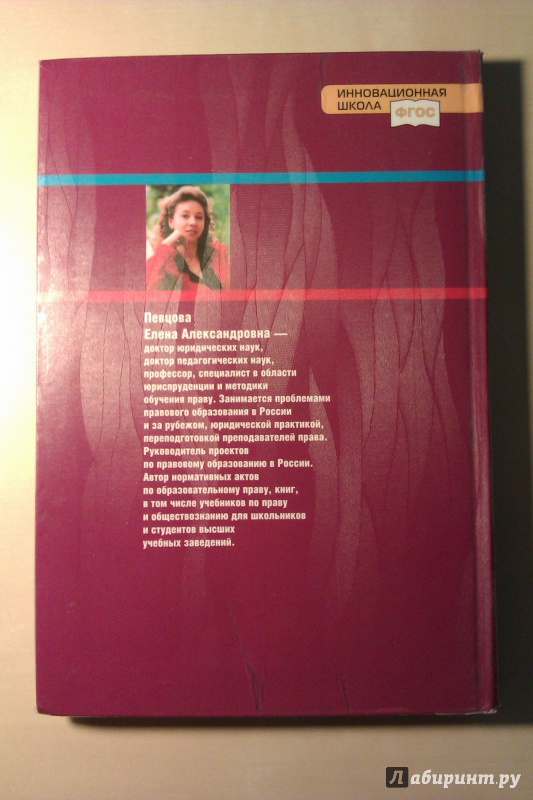 ИННОВАЦИОННАЯ
ШКОЛА
ФГОС
Певцова
Елена Александровна —
доктор юридических наук,
доктор педагогических наук,
профессор, специалист в области
юриспруденции и методики
обучения праву. Занимается проблемами
правового образования в России
и за рубежом, юридической практикой,
переподготовкой преподавателей права.
Руководитель проектов
по правовому образованию в России.
Автор нормативных актов
по образовательному праву, книг,
в том числе учебников по праву
и обществознанию для школьников
и студентов высших
учебных заведений.
Лабиринт.ру